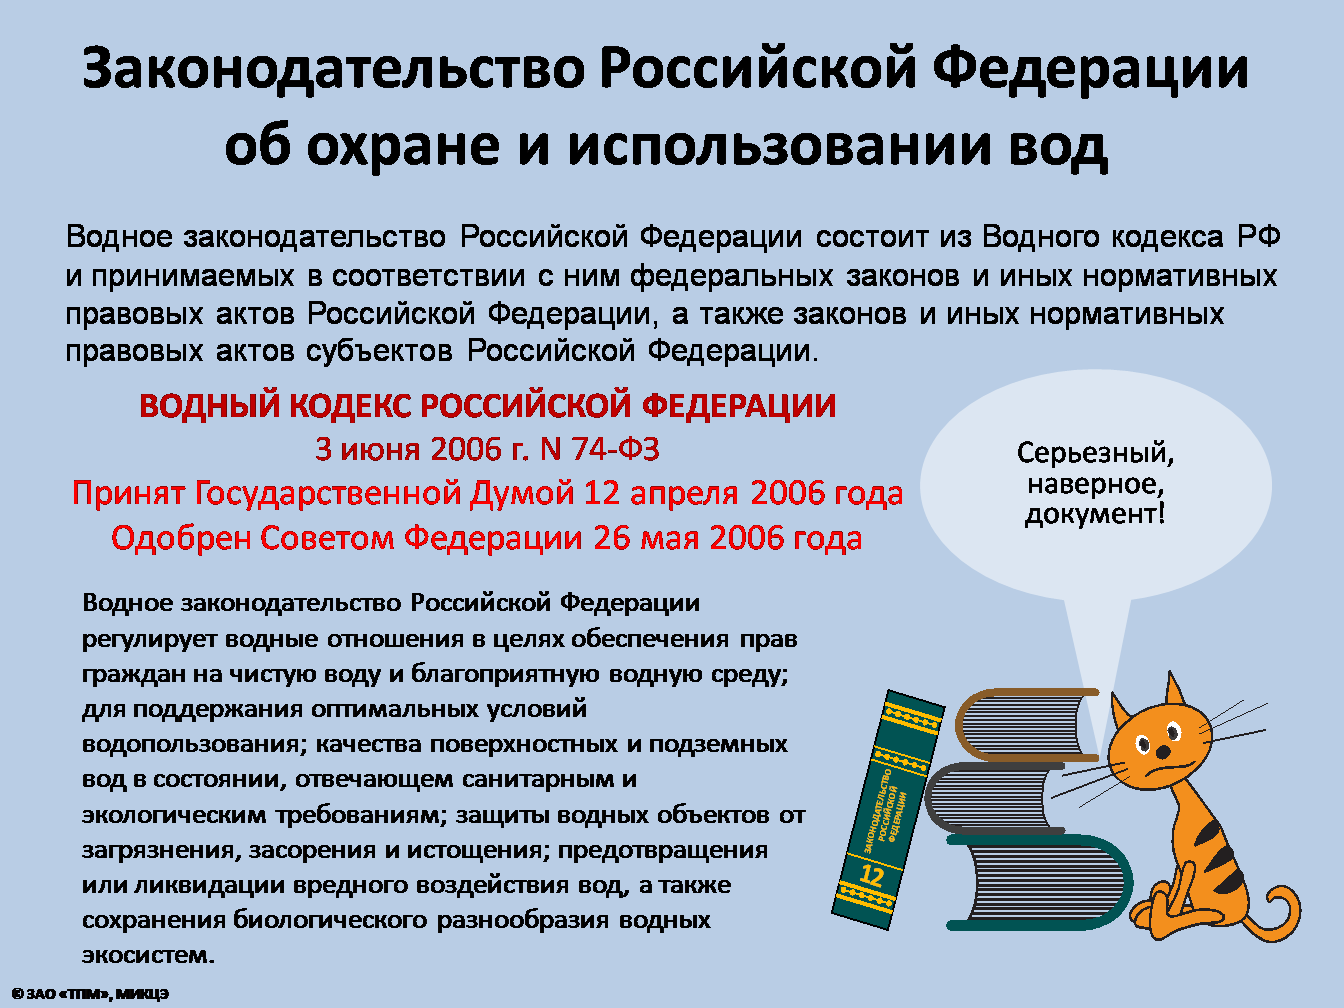 Законодательство Российской Федерации
об охране и использовании вод
Водное законодательство Российской Федерации состоит из Водного кодекса РФ
и принимаемых в соответствии с ним федеральных законов и иных нормативных
правовых актов Российской Федерации, а также законов и иных нормативных
правовых актов субъектов Российской Федерации.
ВОДНЫЙ КОДЕКС РОССИЙСКОЙ ФЕДЕРАЦИИ
3 июня 2006 г. N 74-ФЗ
Принят Государственной Думой 12 апреля 2006 года
Одобрен Советом Федерации 26 мая 2006 года
Серьезный,
наверное,
документ!
Водное законодательство Российской Федерации
регулирует водные отношения в целях обеспечения прав
граждан на чистую воду и благоприятную водную среду;
для поддержания оптимальных условий
водопользования; качества поверхностных и подземных
вод в состоянии, отвечающем санитарным и
экологическим требованиям; защиты водных объектов от
загрязнения, засорения и истощения; предотвращения
или ликвидации вредного воздействия вод, а также
сохранения биологического разнообразия водных
экосистем.
ЗАКОНОДАТЕЛЬСТВО
РОССИЙСКОЙ
ФЕДЕРАЦИИ
12
© ЗАО «ТПМ», МИКЦЭ